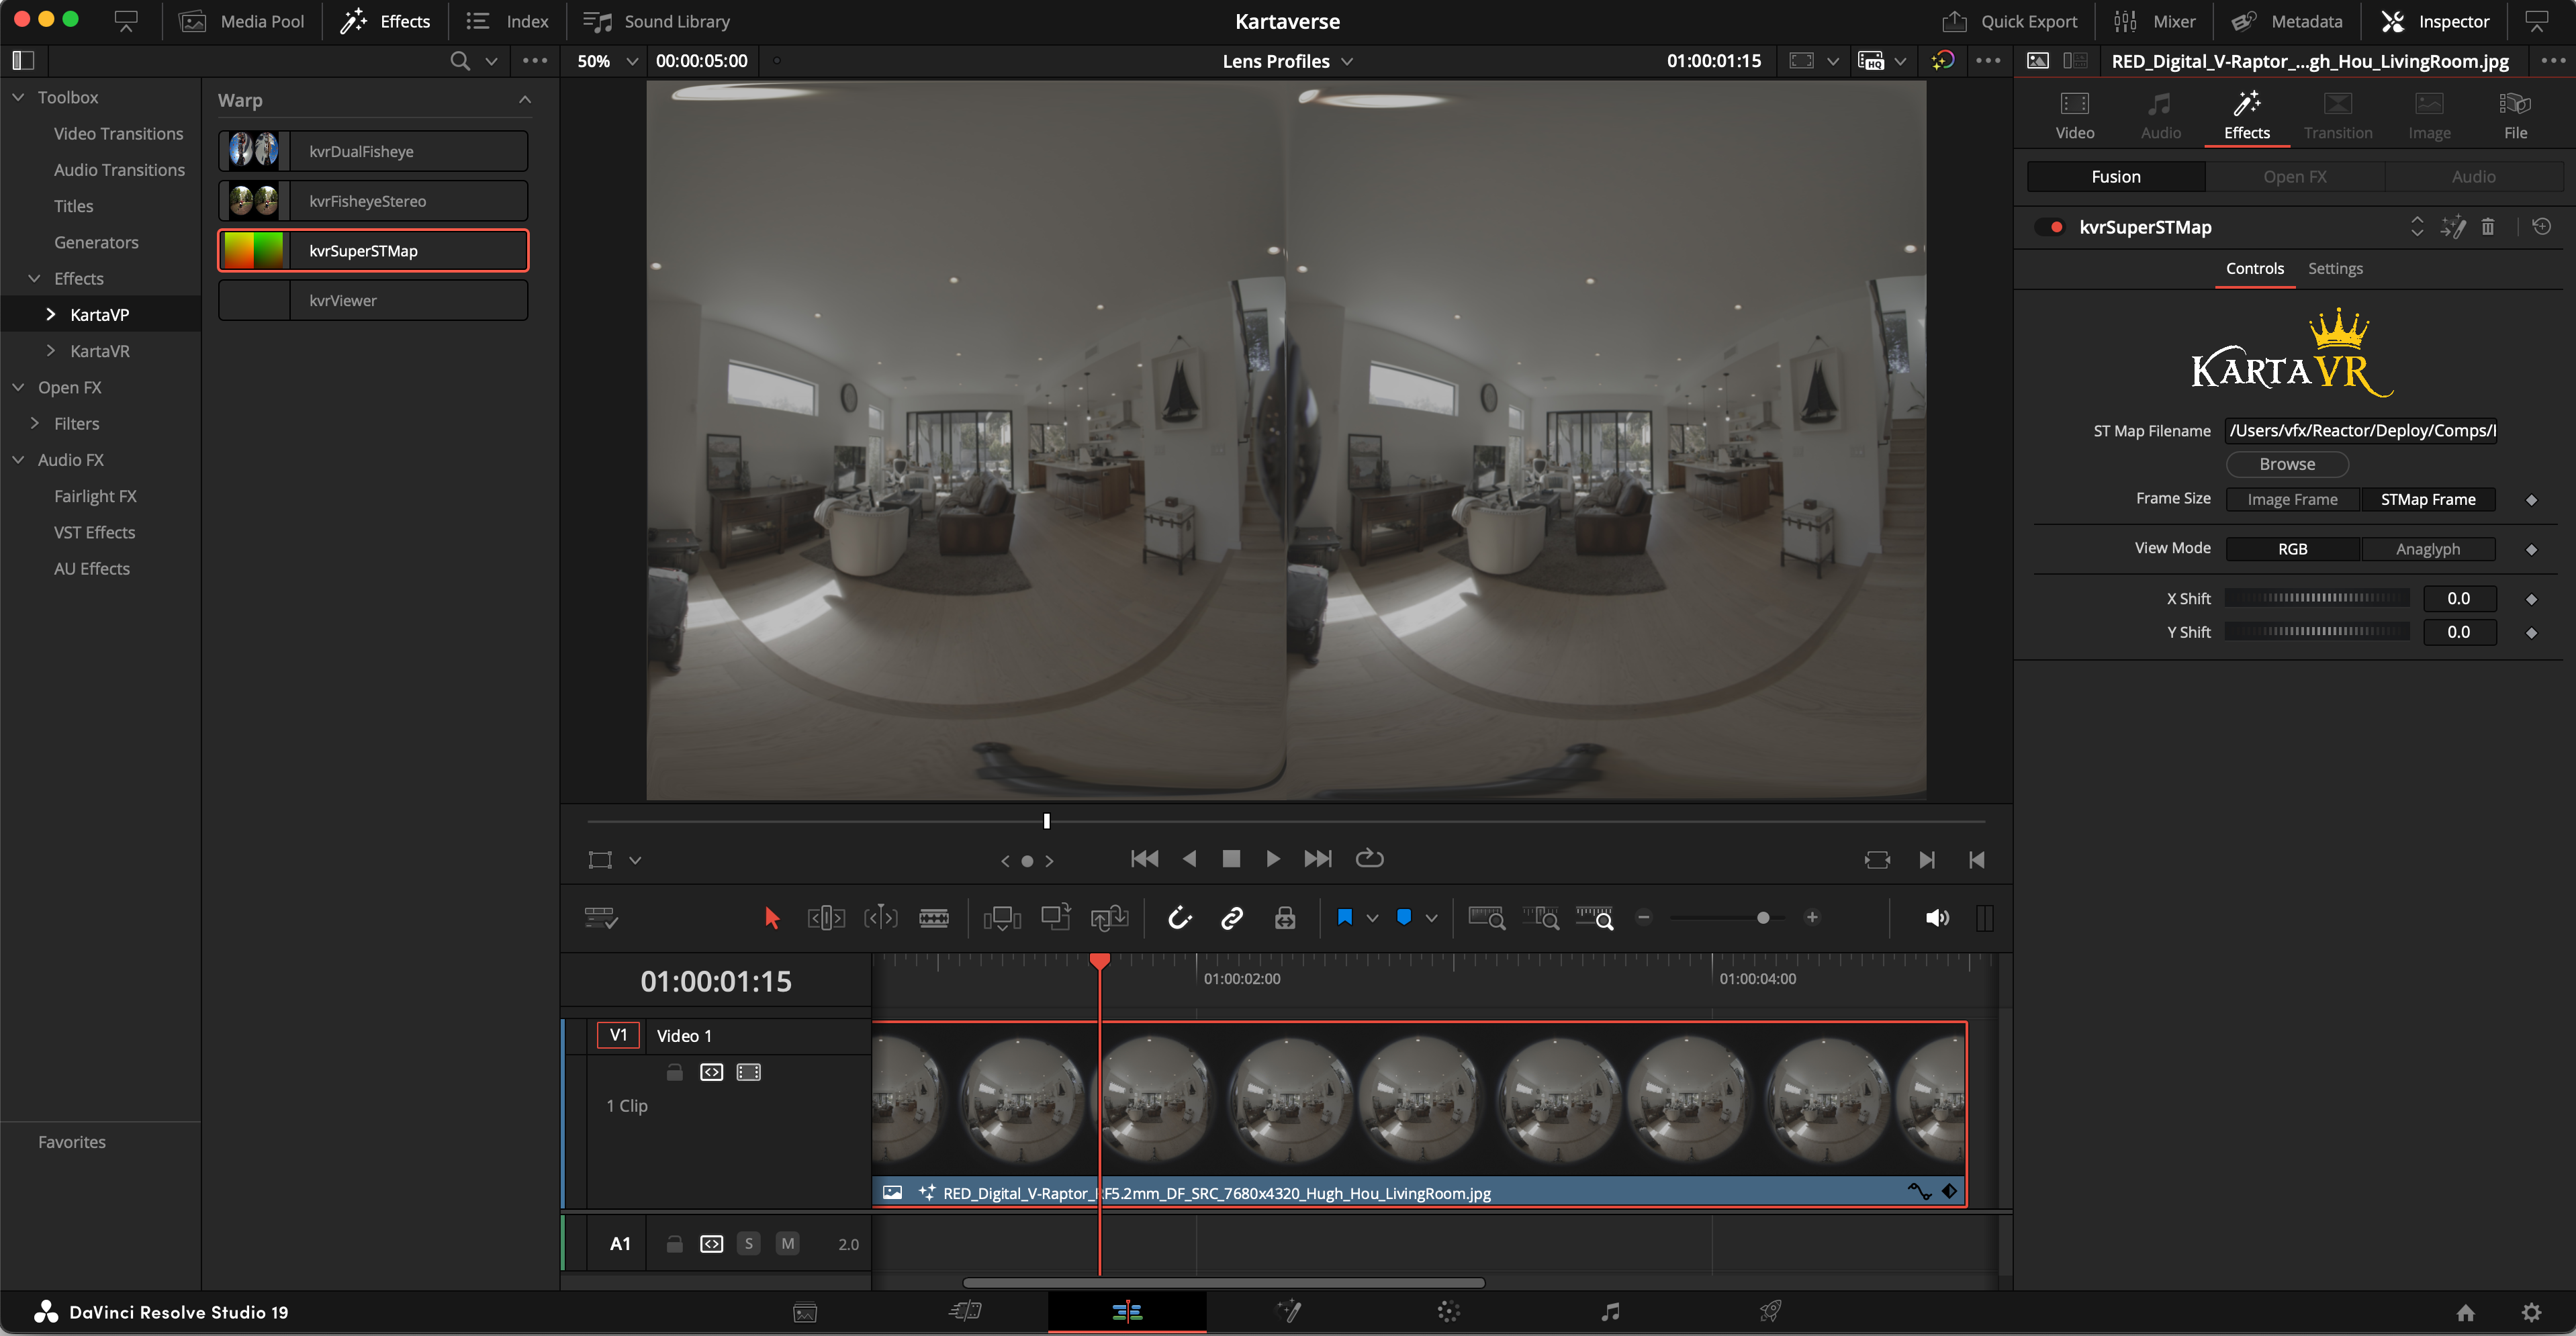 Media Pool
Effects
Index
Sound Library
Kartaverse
Quick Export
Mixer
Metadata
Inspector
50%
00:00:05:00
Lens Profiles
01:00:01:15
HQ
RED_Digital_V-Raptor_...gh_Hou_LivingRoom.jpg
Toolbox
Video Transitions
Audio Transitions
Titles
Generators
Effects
KartaVP
KartaVR
Open FX
Filters
Audio FX
Fairlight FX
VST Effects
AU Effects
Favorites
Warp
kvrDualFisheye
kvrFisheyeStereo
kvrSuperSTMap
kvrViewer
Video
Audio
Effects
Transition
Image
File
Fusion
Open FX
Audio
kvrSuperSTMap
Controls
Settings
KARTAVR
ST Map Filename
/Users/vfx/Reactor/Deploy/Comps/
Browse
Frame Size
Image Frame
STMap Frame
View Mode
RGB
Anaglyph
X Shift
0.0
Y Shift
0.0
01:00:01:15
01:00:02:00
01:00:04:00
V1
Video 1
1 Clip
RED_Digital_V-Raptor_RF5.2mm_DF_SRC_7680x4320_Hugh_Hou_LivingRoom.jpg
A1
S
M
2.0
DaVinci Resolve Studio 19